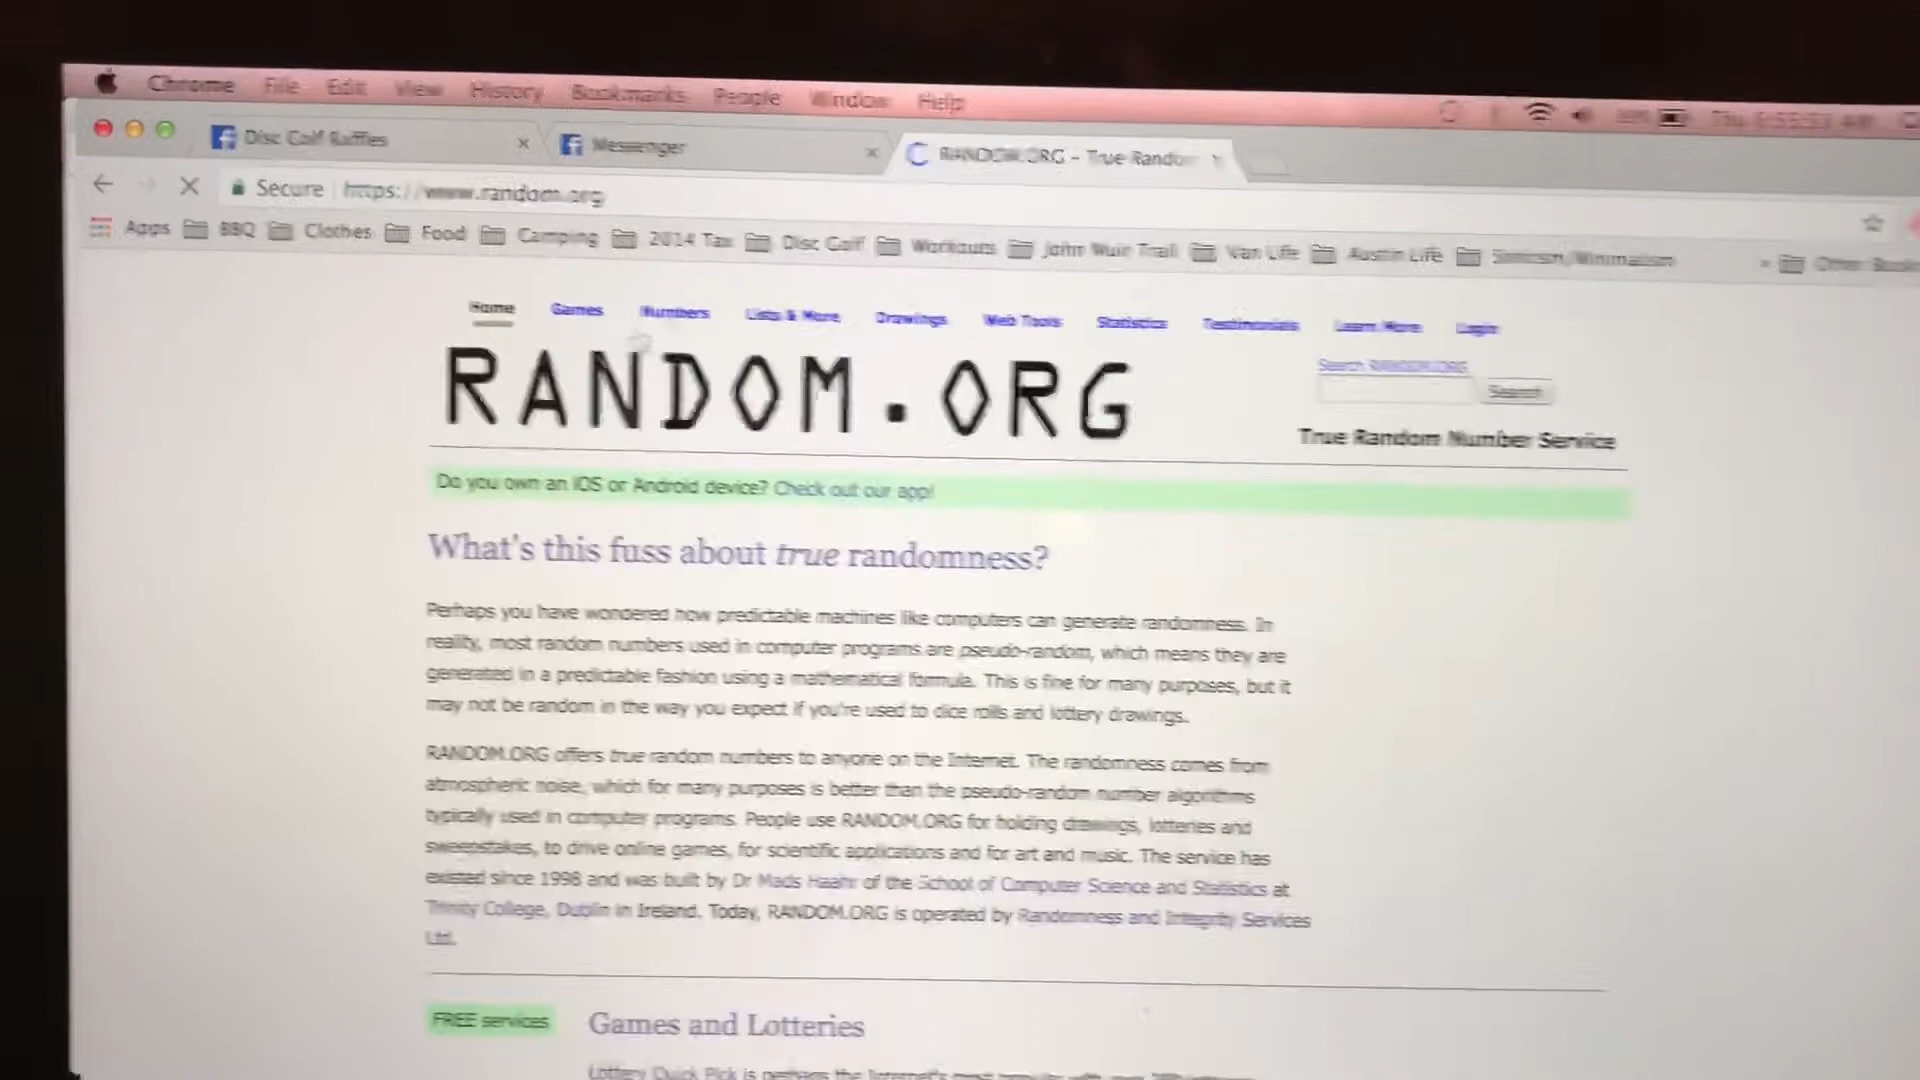 Chrome File Edit View History Bookmarks People Window Help
Disc Golf Raffles Messenger RANDOM.ORG - True Rando
Secure https://www.random.org
Apps BBQ Clothes Food Camping 2014 Tax Disc Golf Workouts John Muir Trail Van Life Austin Life » Other
Home Games Numbers Lists & More Drawings Web Tools Statistics Testimonials Learn More Login
RANDOM.ORG
Search RANDOM.ORG
Search
True Random Number Service
Do you own an iOS or Android device? Check out our app!
What's this fuss about true randomness?
Perhaps you have wondered how predictable machines like computers can generate randomness. In
reality, most random numbers used in computer programs are pseudo-random, which means they are
generated in a predictable fashion using a mathematical formula. This is fine for many purposes, but it
may not be random in the way you expect if you're used to dice rolls and lottery drawings.
RANDOM.ORG offers true random numbers to anyone on the Internet. The randomness comes from
atmospheric noise, which for many purposes is better than the pseudo-random number algorithms
typically used in computer programs. People use RANDOM.ORG for holding drawings, lotteries and
sweepstakes, to drive online games, for scientific applications and for art and music. The service has
existed since 1998 and was built by Dr Mads Haahr of the School of Computer Science and Statistics at
Trinity College, Dublin in Ireland. Today, RANDOM.ORG is operated by Randomness and Integrity Services
Ltd.
FREE services
Games and Lotteries
Lottery Quick Pick is perhaps the Internet's most